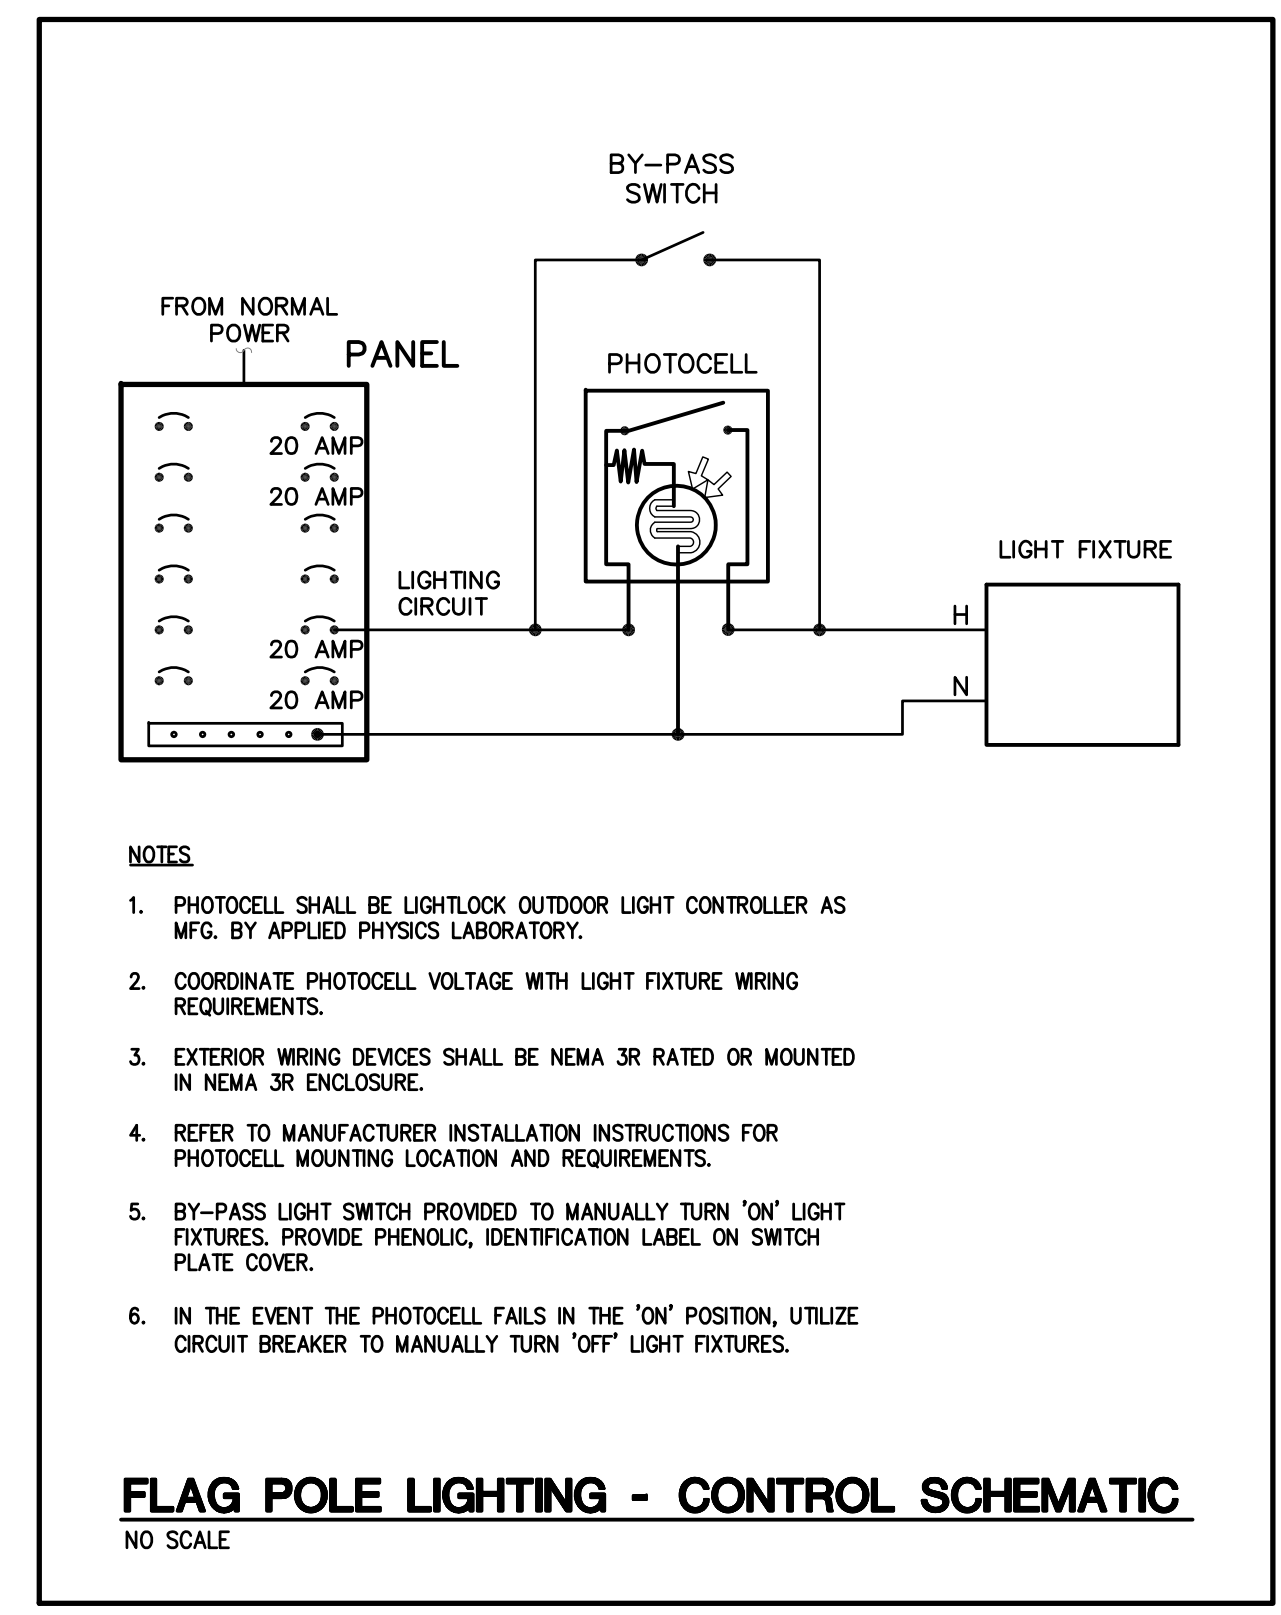 BY-PASS
SWITCH
FROM NORMAL
POWER
PANEL
PHOTOCELL
20 AMP
20 AMP
LIGHT FIXTURE
LIGHTING
CIRCUIT
H
20 AMP
N
20 AMP
NOTES
1. PHOTOCELL SHALL BE LIGHTLOCK OUTDOOR LIGHT CONTROLLER AS
MFG. BY APPLIED PHYSICS LABORATORY.
2. COORDINATE PHOTOCELL VOLTAGE WITH LIGHT FIXTURE WIRING
REQUIREMENTS.
3. EXTERIOR WIRING DEVICES SHALL BE NEMA 3R RATED OR MOUNTED
IN NEMA 3R ENCLOSURE.
4. REFER TO MANUFACTURER INSTALLATION INSTRUCTIONS FOR
PHOTOCELL MOUNTING LOCATION AND REQUIREMENTS.
5. BY-PASS LIGHT SWITCH PROVIDED TO MANUALLY TURN 'ON' LIGHT
FIXTURES. PROVIDE PHENOLIC, IDENTIFICATION LABEL ON SWITCH
PLATE COVER.
6. IN THE EVENT THE PHOTOCELL FAILS IN THE 'ON' POSITION, UTILIZE
CIRCUIT BREAKER TO MANUALLY TURN 'OFF' LIGHT FIXTURES.
FLAG POLE LIGHTING - CONTROL SCHEMATIC
NO SCALE